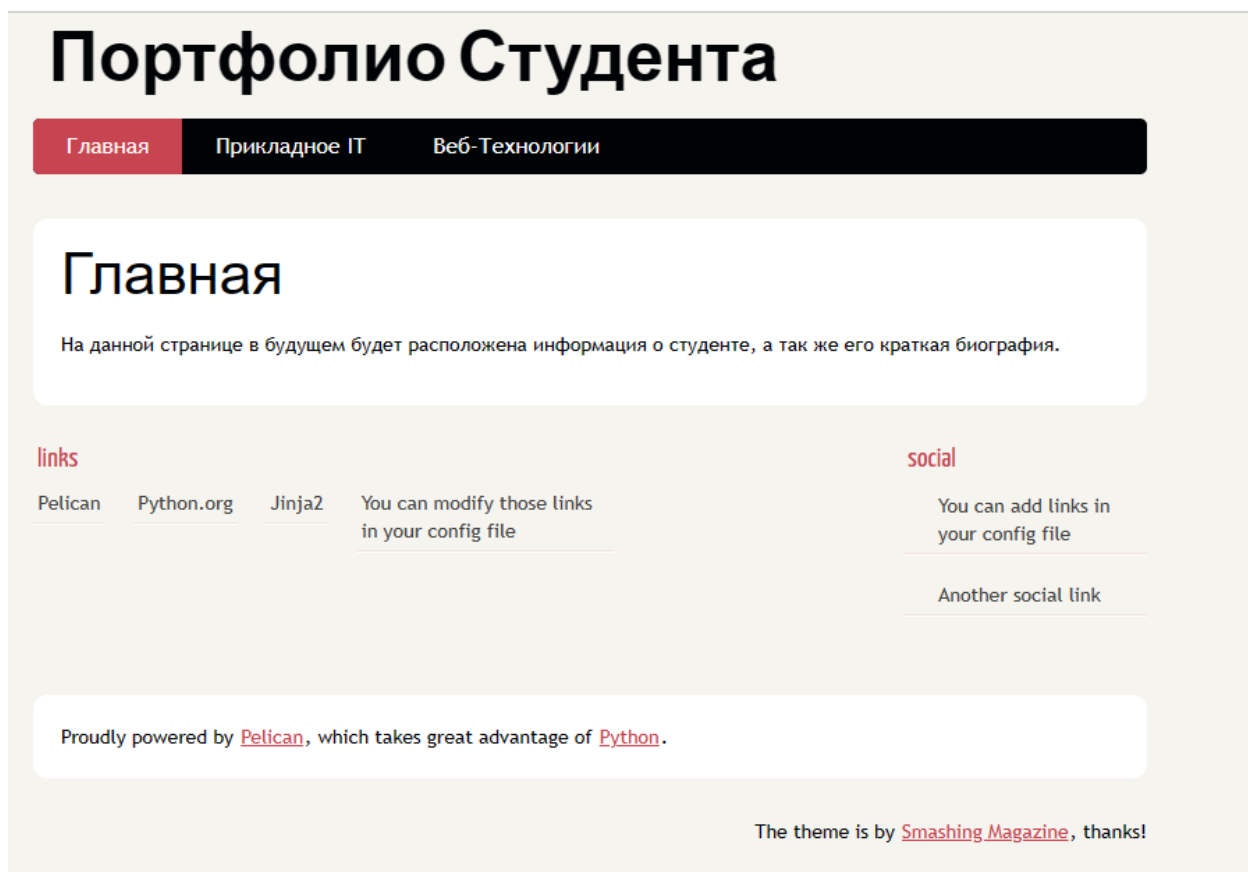 Портфолио Студента
Главная Прикладное IT Веб-Технологии
Главная
На данной странице в будущем будет расположена информация о студенте, а так же его краткая биография.
links
Pelican Python.org Jinja2 You can modify those links
in your config file
social
You can add links in
your config file
Another social link
Proudly powered by Pelican, which takes great advantage of Python.
The theme is by Smashing Magazine, thanks!